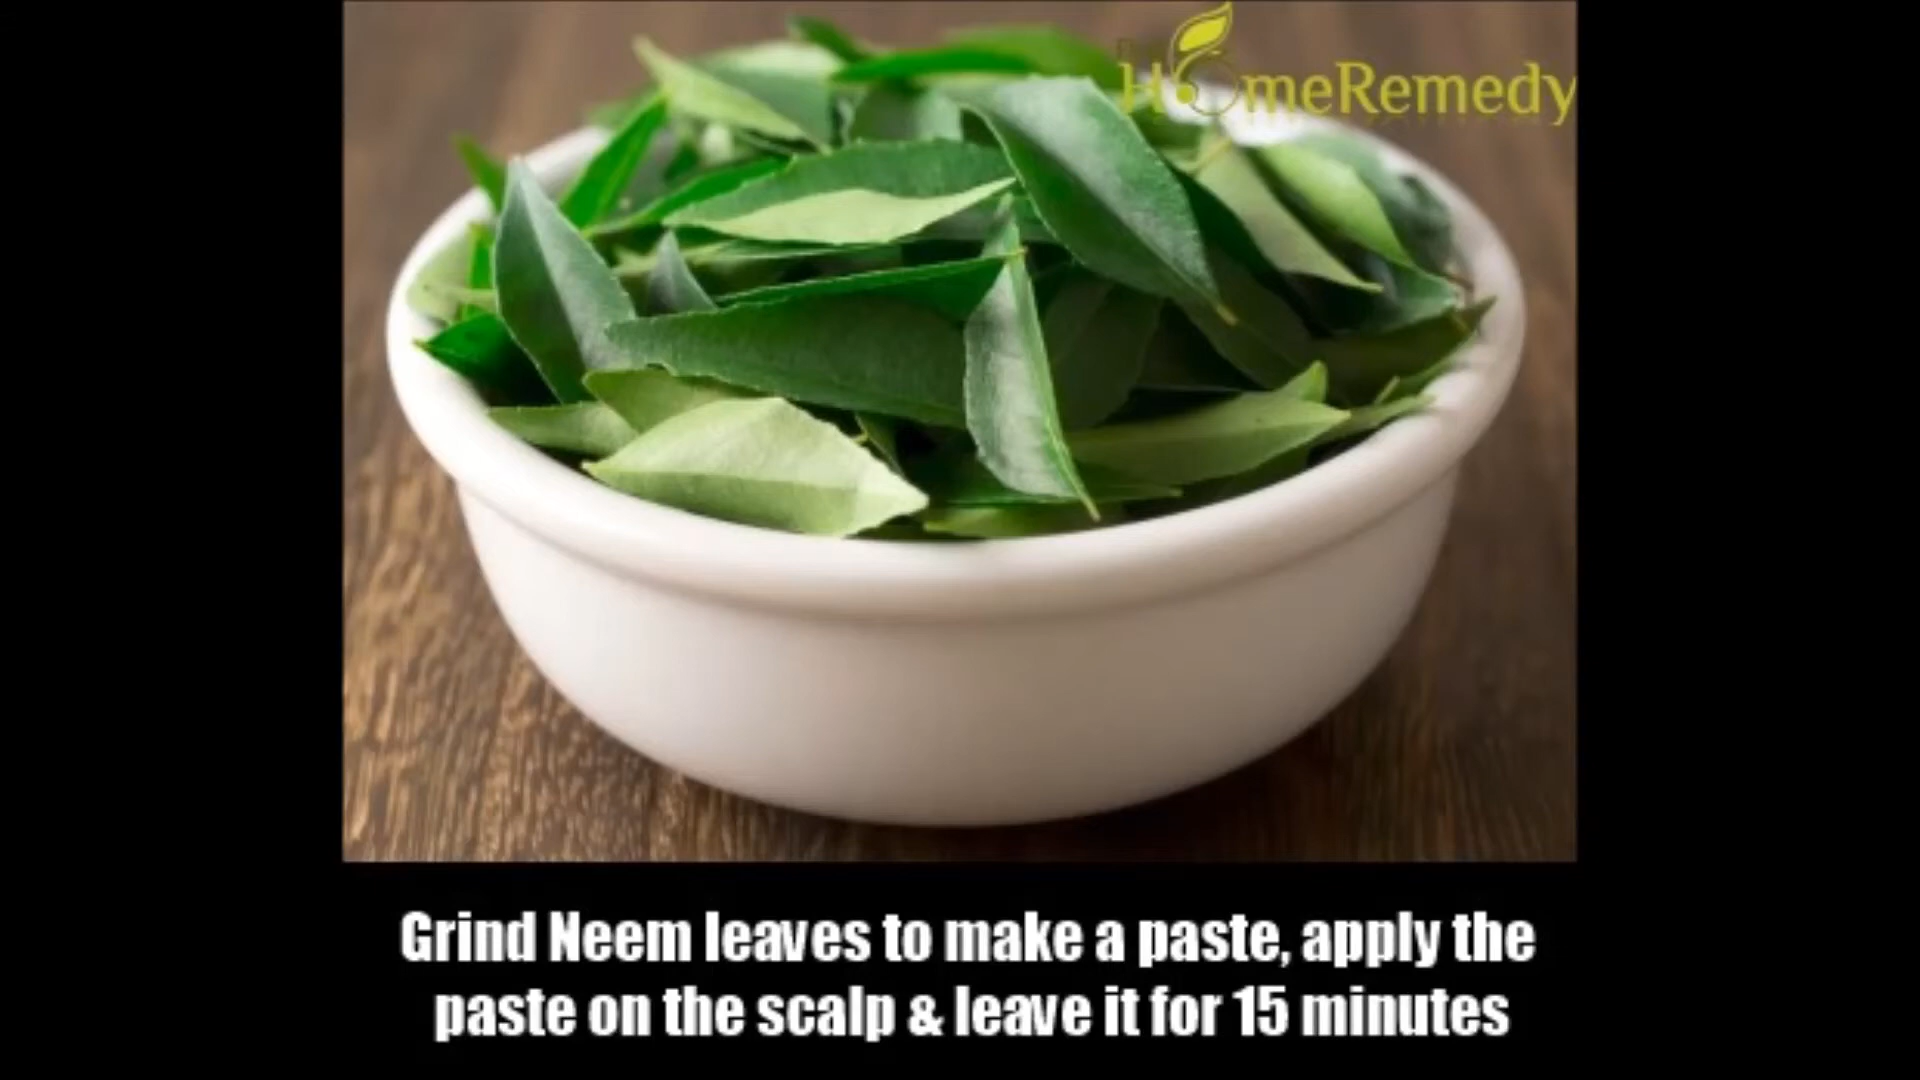 HomeRemedy
Grind Neem leaves to make a paste, apply the
paste on the scalp & leave it for 15 minutes